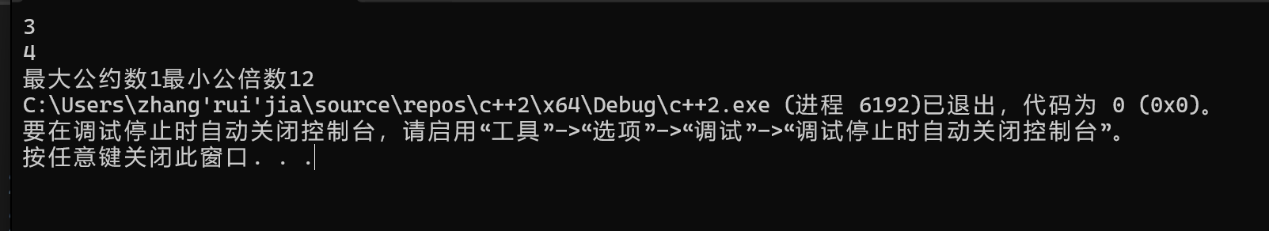 3
4
最大公约数1最小公倍数12
C:\Users\zhang'rui'jia\source\repos\c++2\x64\Debug\c++2.exe (进程 6192)已退出，代码为 0 (0x0)。
要在调试停止时自动关闭控制台，请启用“工具”->“选项”->“调试”->“调试停止时自动关闭控制台”。
按任意键关闭此窗口. . .